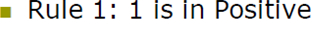 Rule 1: 1 is in Positive